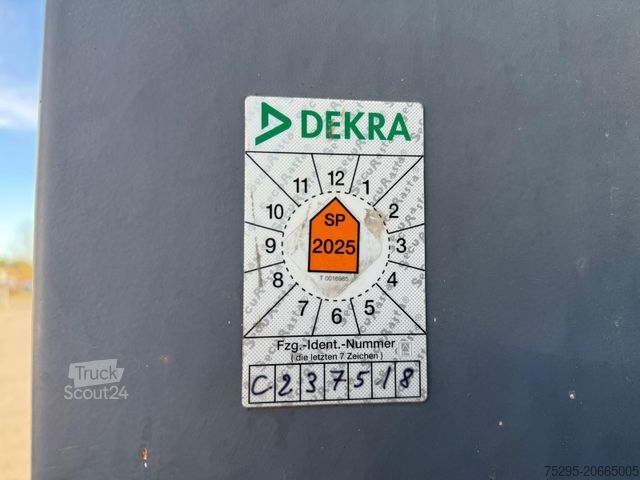 DEKRA
12
11 1
10 2
SP
9 2025 3
T 0016985
8 4
7 5
6
Fzg.-Ident.-Nummer
(die letzten 7 Zeichen)
C237518
Truck
Scout24
75295-20665005